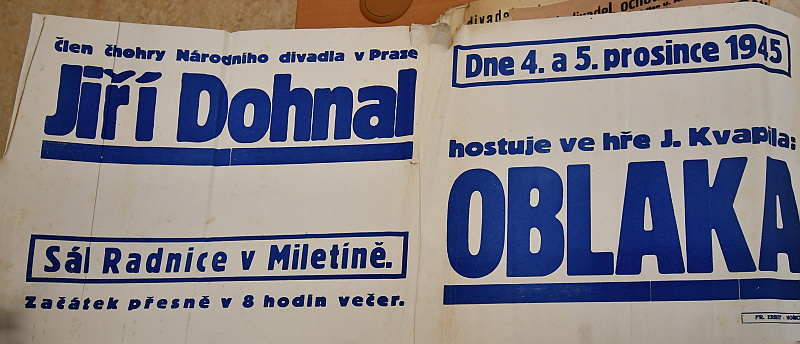 Člen čhohry Národního divadla v Praze
Jiří Dohnal
Sál Radnice v Miletíně.
Začátek přesně v 8 hodin večer.
Dne 4. a 5. prosince 1945
hostuje ve hře J. Kvapila:
OBLAKA